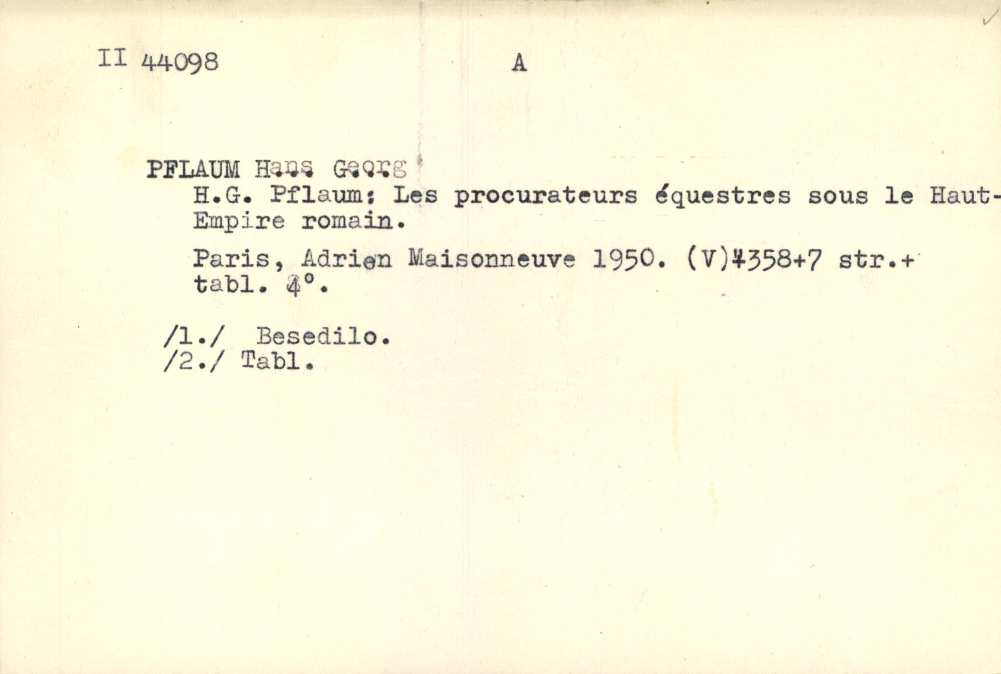 II 44098 A
PFLAUM Hans Georg
H.G. Pflaum: Les procurateurs équestres sous le Haut-
Empire romain.
Paris, Adrien Maisonneuve 1950. (V)+358+7 str.+
tabl. 4°.
/1./ Besedilo.
/2./ Tabl.